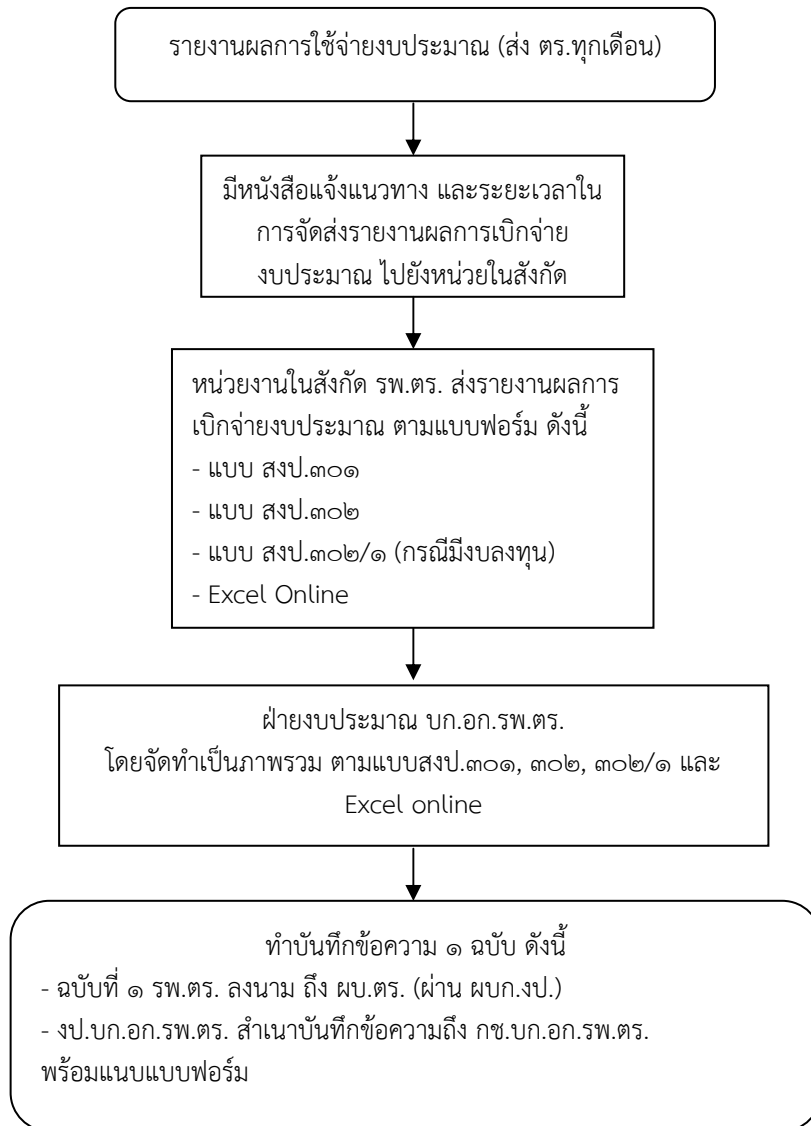 รายงานผลการใช้จ่ายงบประมาณ (ส่ง ตร.ทุกเดือน)
มีหนังสือแจ้งแนวทาง และระยะเวลาใน
การจัดส่งรายงานผลการเบิกจ่าย
งบประมาณ ไปยังหน่วยในสังกัด
หน่วยงานในสังกัด รพ.ตร. ส่งรายงานผลการ
เบิกจ่ายงบประมาณ ตามแบบฟอร์ม ดังนี้
- แบบ สงป.๓๐๑
- แบบ สงป.๓๐๒
- แบบ สงป.๓๐๒/๑ (กรณีมีงบลงทุน)
- Excel Online
ฝ่ายงบประมาณ บก.อก.รพ.ตร.
โดยจัดทำเป็นภาพรวม ตามแบบสงป.๓๐๑, ๓๐๒, ๓๐๒/๑ และ
Excel online
ทำบันทึกข้อความ ๑ ฉบับ ดังนี้
- ฉบับที่ ๑ รพ.ตร. ลงนาม ถึง ผบ.ตร. (ผ่าน ผบก.งป.)
- งป.บก.อก.รพ.ตร. สำเนาบันทึกข้อความถึง กช.บก.อก.รพ.ตร.
พร้อมแนบแบบฟอร์ม